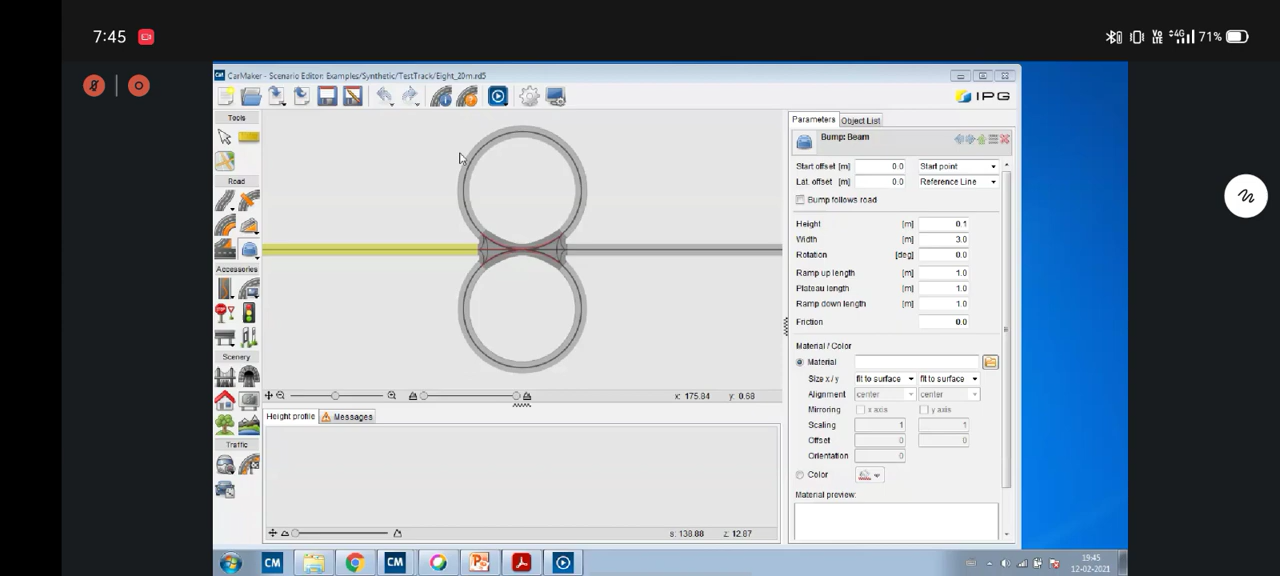 7:45
VO LTE 4G 71%
CM CarMaker - Scenario Editor: Examples/Synthetic/TestTrack/Eight_20m.rd5
IPG
Tools
Road
Accessories
Scenery
Traffic
x: 175.84 y: 0.68
Height profile Messages
s: 138.88 z: 12.87
Parameters Object List
Bump: Beam
Start offset [m] 0.0 Start point
Lat. offset [m] 0.0 Reference Line
Bump follows road
Height [m] 0.1
Width [m] 3.0
Rotation [deg] 0.0
Ramp up length [m] 1.0
Plateau length [m] 1.0
Ramp down length [m] 1.0
Friction 0.0
Material / Color
Material
Size x / y fit to surface fit to surface
Alignment center center
Mirroring x axis y axis
Scaling 1 1
Offset 0 0
Orientation 0
Color
Material preview:
CM CM
19:45
12-02-2021